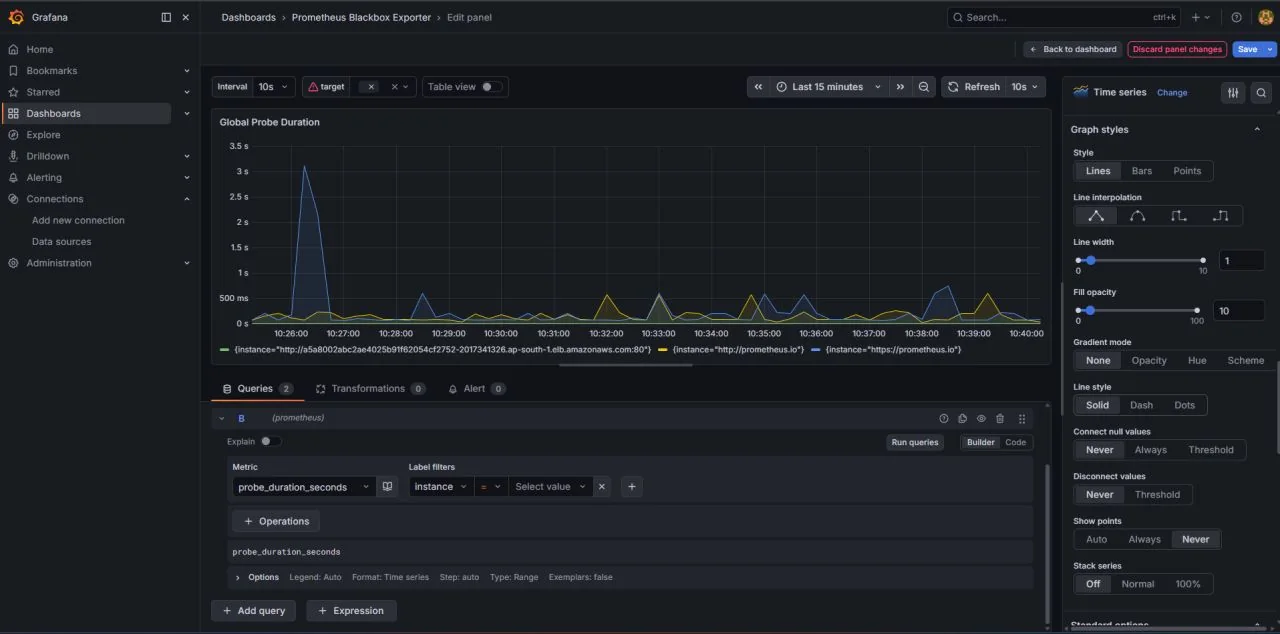 Grafana
Dashboards › Prometheus Blackbox Exporter › Edit panel
Search...
ctrl+k
Home
Bookmarks
Starred
Dashboards
Explore
Drilldown
Alerting
Connections
Add new connection
Data sources
Administration
Back to dashboard
Discard panel changes
Save
Interval 10s
target
Table view
Last 15 minutes
Refresh 10s
Global Probe Duration
3.5 s
3 s
2.5 s
2 s
1.5 s
1 s
500 ms
0 s
10:26:00 10:27:00 10:28:00 10:29:00 10:30:00 10:31:00 10:32:00 10:33:00 10:34:00 10:35:00 10:36:00 10:37:00 10:38:00 10:39:00 10:40:00
{instance="http://a5a8002abc2ae4025b91f62054cf2752-2017341326.ap-south-1.elb.amazonaws.com:80"} {instance="http://prometheus.io"} {instance="https://prometheus.io"}
Queries 2 Transformations 0 Alert 0
B (prometheus)
Explain
Run queries
Builder Code
Metric Label filters
probe_duration_seconds instance = Select value
+ Operations
probe_duration_seconds
Options Legend: Auto Format: Time series Step: auto Type: Range Exemplars: false
+ Add query + Expression
Time series Change
Graph styles
Style
Lines Bars Points
Line interpolation
Line width
0 10 1
Fill opacity
0 100 10
Gradient mode
None Opacity Hue Scheme
Line style
Solid Dash Dots
Connect null values
Never Always Threshold
Disconnect values
Never Threshold
Show points
Auto Always Never
Stack series
Off Normal 100%
Standard options